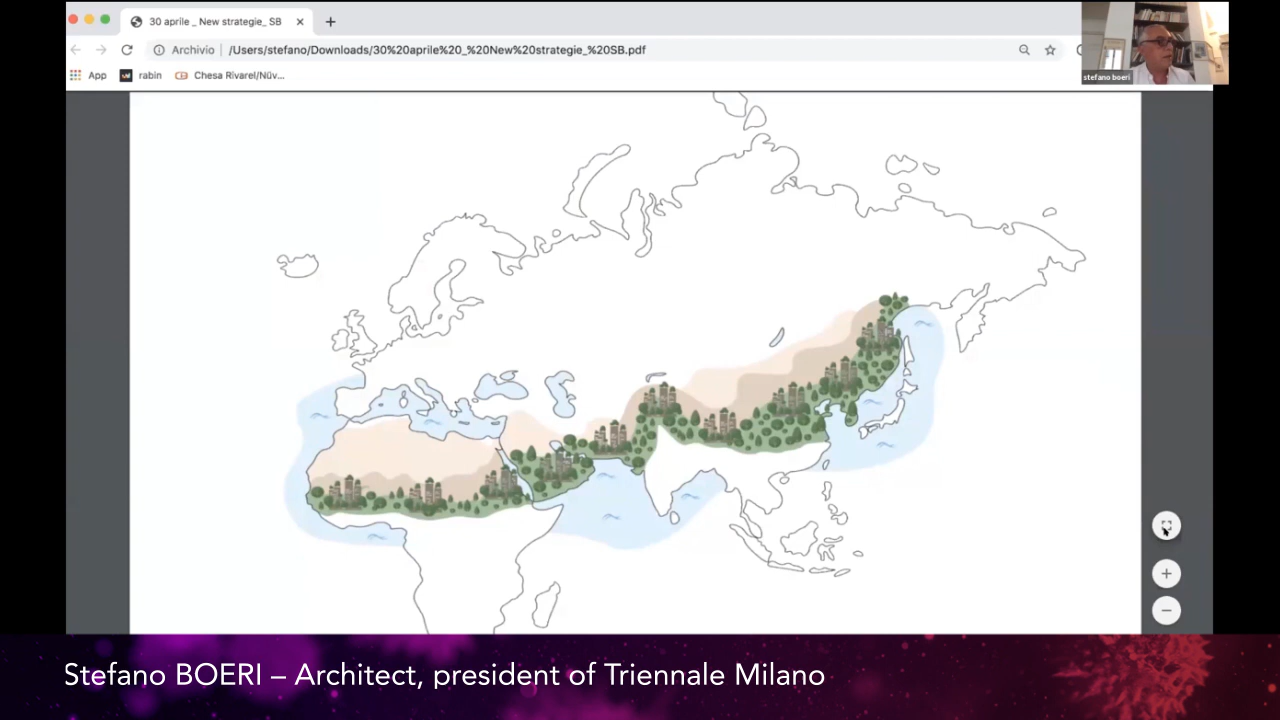 30 aprile _ New strategie_ SB
Archivio | /Users/stefano/Downloads/30%20aprile%20_%20New%20strategie_%20SB.pdf
App rabin Chesa Rivarel/Nüv...
stefano boeri
Stefano BOERI – Architect, president of Triennale Milano